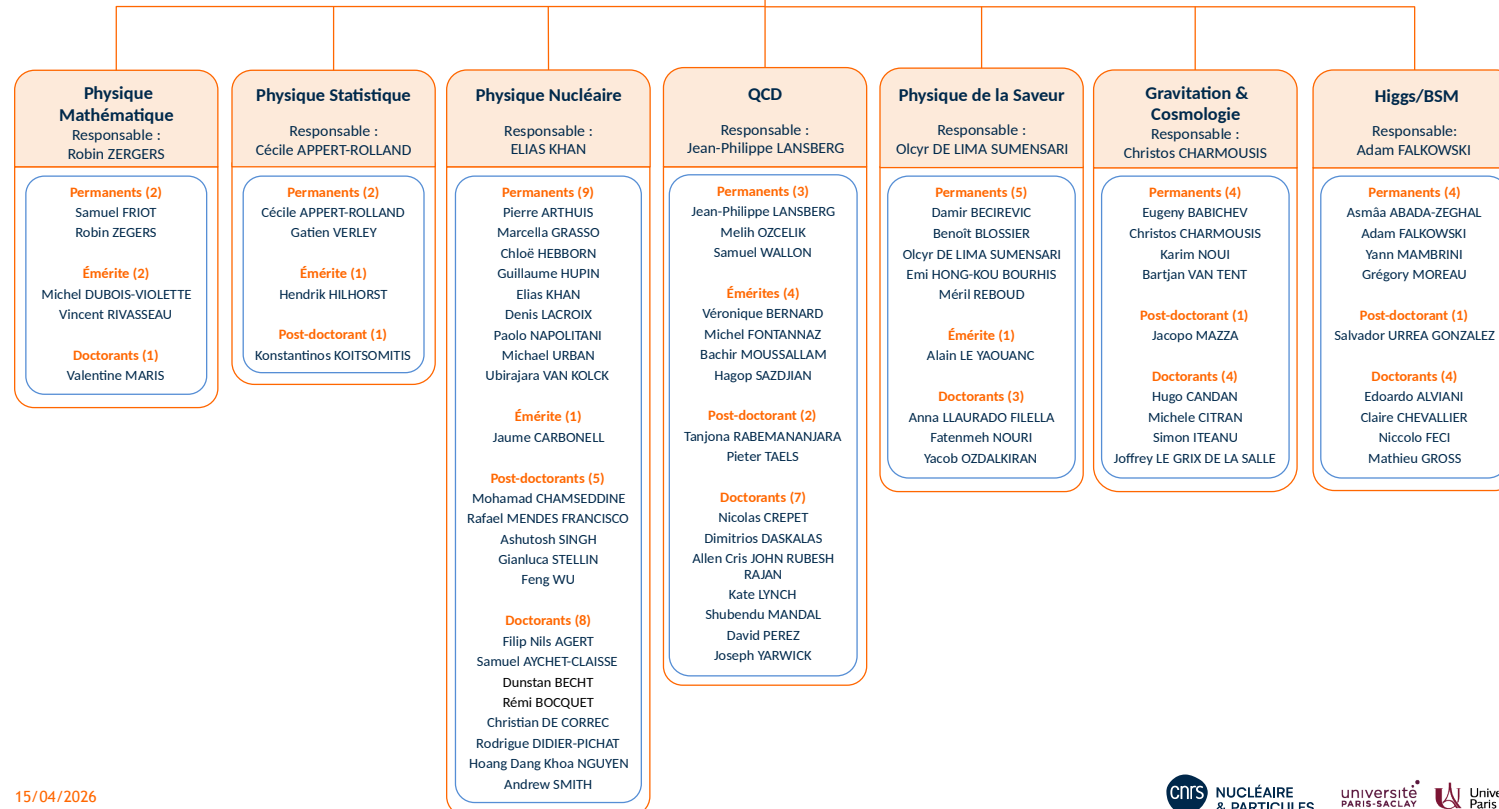 Physique
Mathématique
Responsable :
Robin ZERGERS
Permanents (2)
Samuel FRIOT
Robin ZEGERS
Émérite (2)
Michel DUBOIS-VIOLETTE
Vincent RIVASSEAU
Doctorants (1)
Valentine MARIS
Physique Statistique
Responsable :
Cécile APPERT-ROLLAND
Permanents (2)
Cécile APPERT-ROLLAND
Gatien VERLEY
Émérite (1)
Hendrik HILHORST
Post-doctorant (1)
Konstantinos KOITSOMITIS
Physique Nucléaire
Responsable :
ELIAS KHAN
Permanents (9)
Pierre ARTHUIS
Marcella GRASSO
Chloë HEBBORN
Guillaume HUPIN
Elias KHAN
Denis LACROIX
Paolo NAPOLITANI
Michael URBAN
Ubirajara VAN KOLCK
Émérite (1)
Jaume CARBONELL
Post-doctorants (5)
Mohamad CHAMSEDDINE
Rafael MENDES FRANCISCO
Ashutosh SINGH
Gianluca STELLIN
Feng WU
Doctorants (8)
Filip Nils AGERT
Samuel AYCHET-CLAISSE
Dunstan BECHT
Rémi BOCQUET
Christian DE CORREC
Rodrigue DIDIER-PICHAT
Hoang Dang Khoa NGUYEN
Andrew SMITH
QCD
Responsable :
Jean-Philippe LANSBERG
Permanents (3)
Jean-Philippe LANSBERG
Melih OZCELIK
Samuel WALLON
Émérites (4)
Véronique BERNARD
Michel FONTANNAZ
Bachir MOUSSALLAM
Hagop SAZDJIAN
Post-doctorant (2)
Tanjona RABEMANANJARA
Pieter TAELS
Doctorants (7)
Nicolas CREPET
Dimitrios DASKALAS
Allen Cris JOHN RUBESH
RAJAN
Kate LYNCH
Shubendu MANDAL
David PEREZ
Joseph YARWICK
Physique de la Saveur
Responsable :
Olcyr DE LIMA SUMENSARI
Permanents (5)
Damir BECIREVIC
Benoît BLOSSIER
Olcyr DE LIMA SUMENSARI
Emi HONG-KOU BOURHIS
Méril REBOUD
Émérite (1)
Alain LE YAOUANC
Doctorants (3)
Anna LLAURADO FILELLA
Fatenmeh NOURI
Yacob OZDALKIRAN
Gravitation &
Cosmologie
Responsable :
Christos CHARMOUSIS
Permanents (4)
Eugeny BABICHEV
Christos CHARMOUSIS
Karim NOUI
Bartjan VAN TENT
Post-doctorant (1)
Jacopo MAZZA
Doctorants (4)
Hugo CANDAN
Michele CITRAN
Simon ITEANU
Joffrey LE GRIX DE LA SALLE
Higgs/BSM
Responsable:
Adam FALKOWSKI
Permanents (4)
Asmâa ABADA-ZEGHAL
Adam FALKOWSKI
Yann MAMBRINI
Grégory MOREAU
Post-doctorant (1)
Salvador URREA GONZALEZ
Doctorants (4)
Edoardo ALVIANI
Claire CHEVALLIER
Niccolo FECI
Mathieu GROSS
15/04/2026
cnrs
NUCLÉAIRE
& PARTICULES
université
PARIS-SACLAY
Unive
Paris